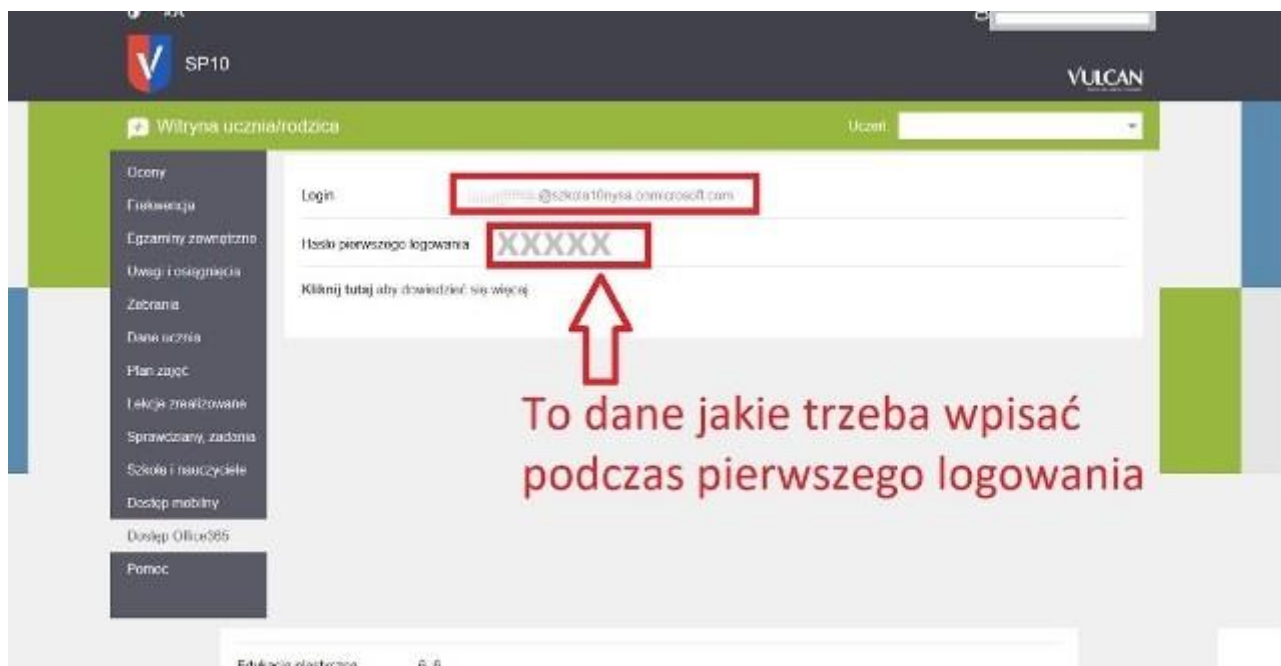 SP10
VULCAN
Witryna ucznia/rodzica
Uczeń
Oceny
Frekwencja
Egzaminy zewnętrzne
Uwagi i osiągnięcia
Zebrania
Dane ucznia
Plan zajęć
Lekcje zrealizowane
Sprawdziany, zadania
Szkoła i nauczyciele
Dostęp mobilny
Dostęp Office365
Pomoc
Login
@szkola10nysa.onmicrosoft.com
Hasło pierwszego logowania XXXXX
Kliknij tutaj aby dowiedzieć się więcej
To dane jakie trzeba wpisać
podczas pierwszego logowania